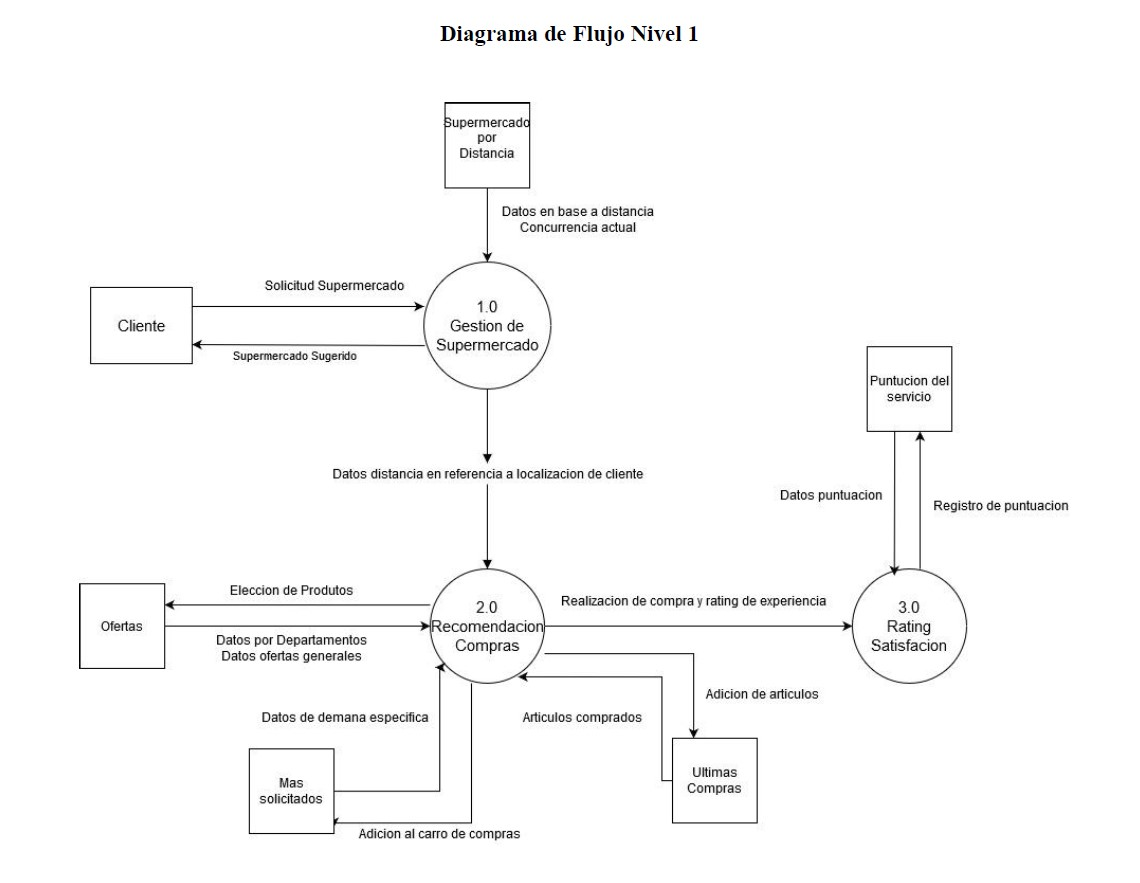 Diagrama de Flujo Nivel 1
Supermercado
por
Distancia
Datos en base a distancia
Concurrencia actual
Solicitud Supermercado
Cliente
Supermercado Sugerido
1.0
Gestion de
Supermercado
Puntucion del
servicio
Datos distancia en referencia a localizacion de cliente
Datos puntuacion
Registro de puntuacion
Eleccion de Produtos
Ofertas
Datos por Departamentos
Datos ofertas generales
2.0
Recomendacion
Compras
Realizacion de compra y rating de experiencia
3.0
Rating
Satisfacion
Adicion de articulos
Datos de demana especifica
Articulos comprados
Mas
solicitados
Ultimas
Compras
Adicion al carro de compras